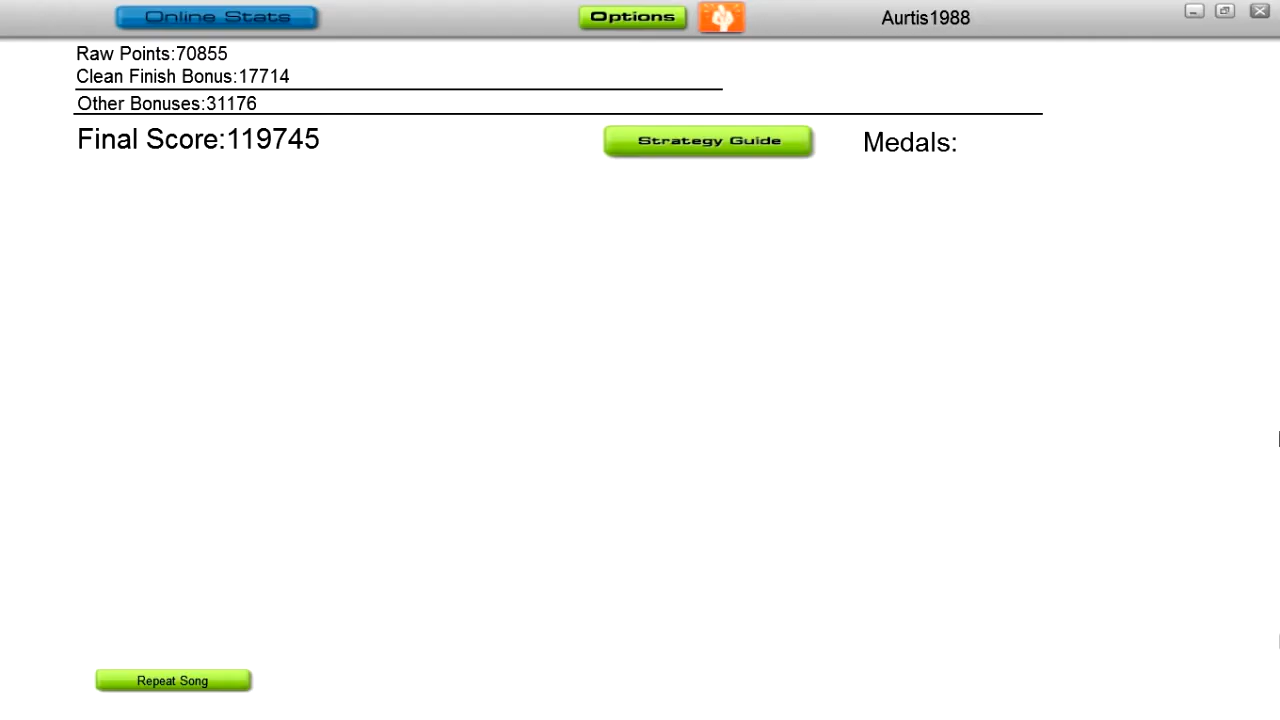 Online Stats
Options
Aurtis1988
Raw Points:70855
Clean Finish Bonus:17714
Other Bonuses:31176
Final Score:119745
Strategy Guide
Medals:
Repeat Song